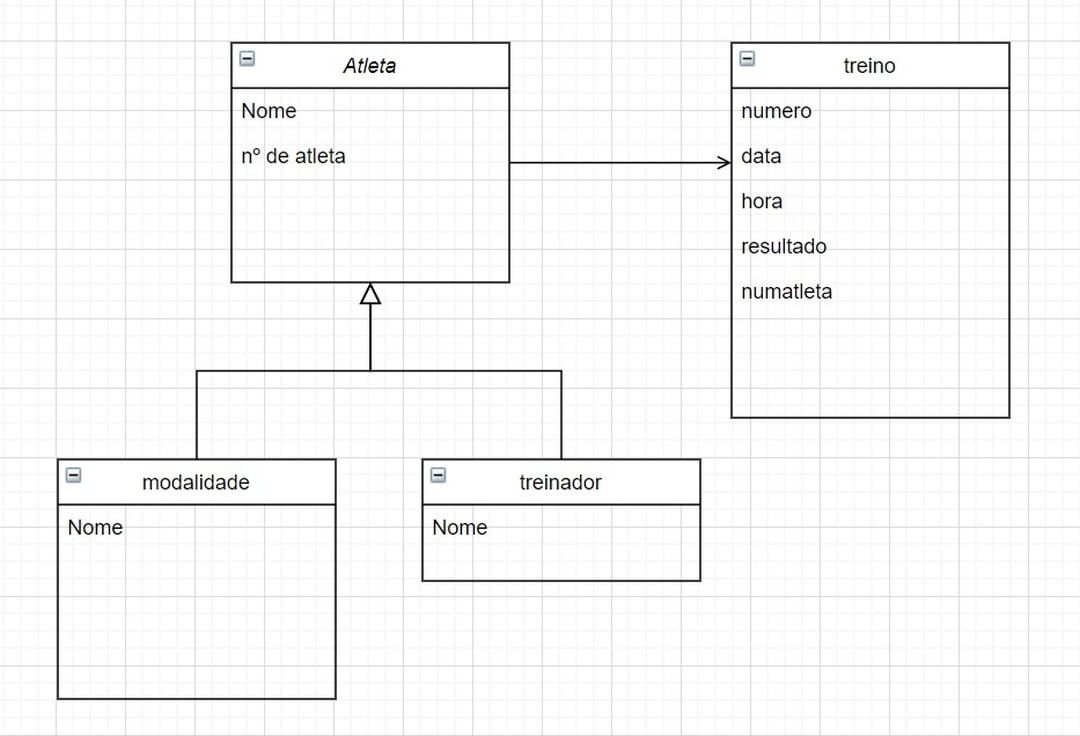 Atleta
Nome
nº de atleta
treino
numero
data
hora
resultado
numatleta
modalidade
Nome
treinador
Nome